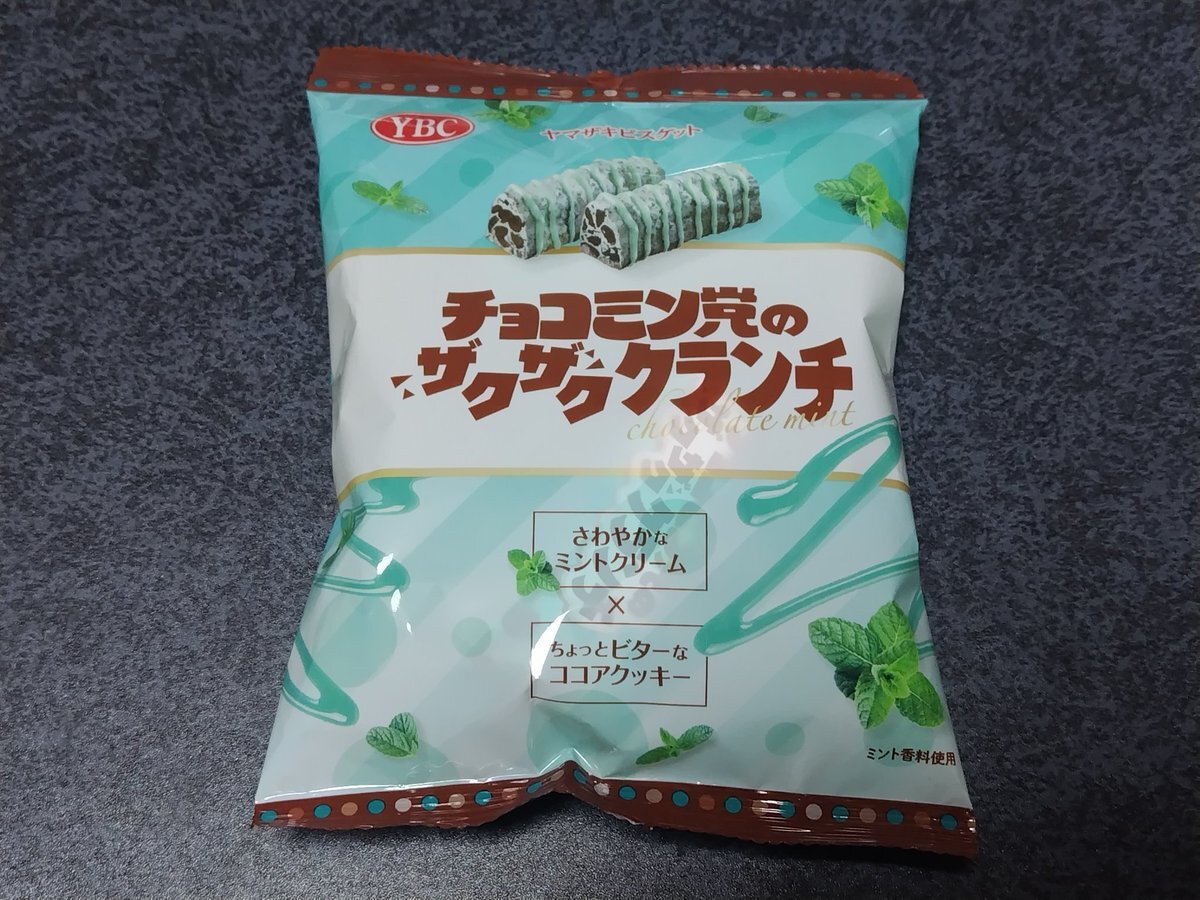 YBC
ヤマザキビスケット
チョコミン党の
ザクザククランチ
chocolate mint
さわやかな
ミントクリーム
×
ちょっとビターな
ココアクッキー
ミント香料使用